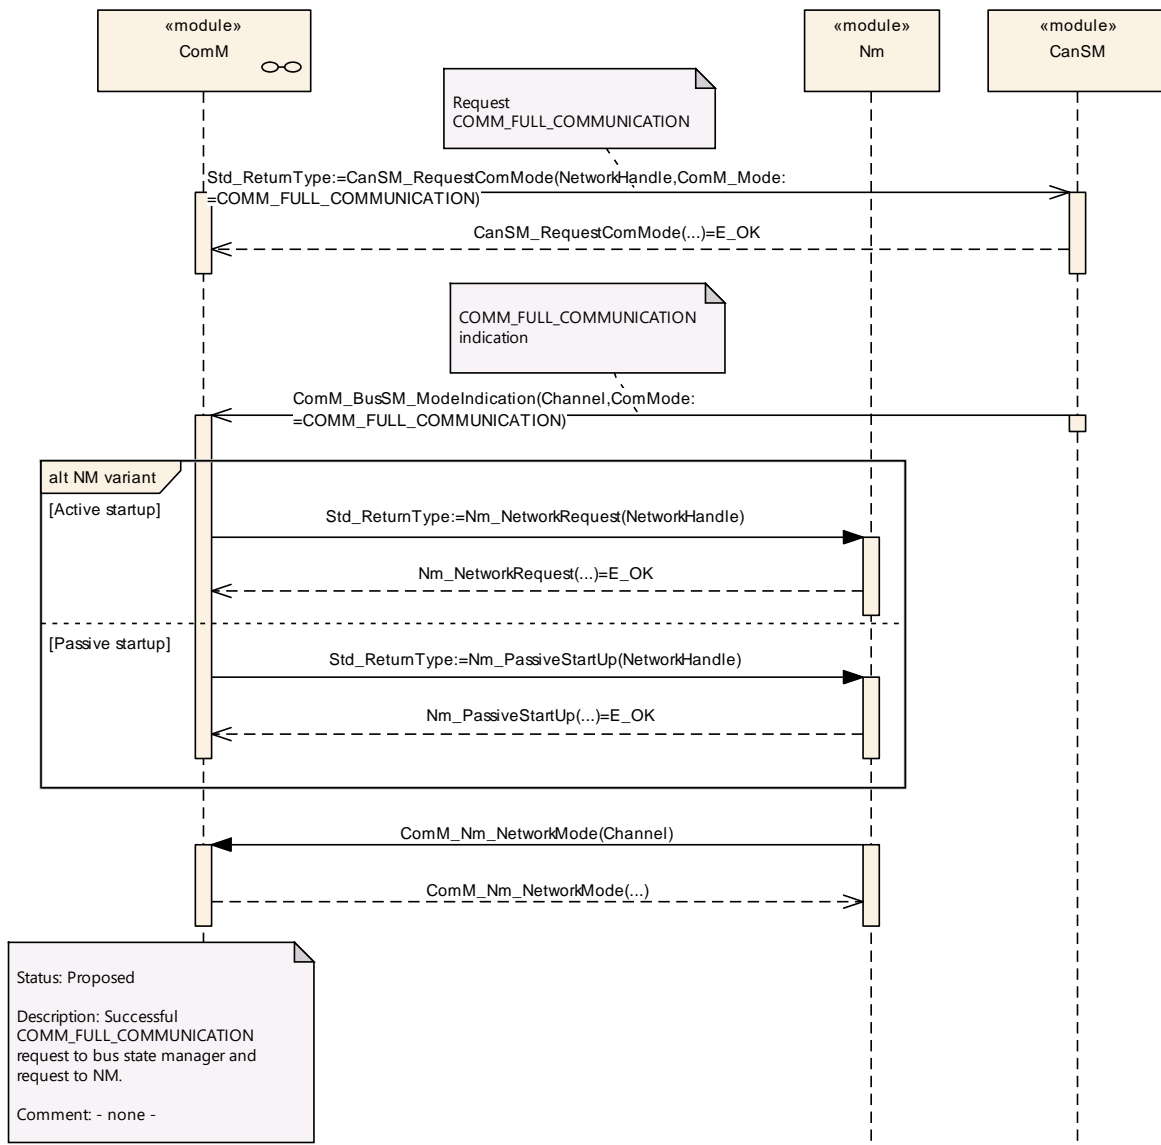 «module»
ComM
«module»
Nm
«module»
CanSM
Request
COMM_FULL_COMMUNICATION
Std_ReturnType:=CanSM_RequestComMode(NetworkHandle,ComM_Mode:
=COMM_FULL_COMMUNICATION)
CanSM_RequestComMode(...)=E_OK
COMM_FULL_COMMUNICATION
indication
ComM_BusSM_ModeIndication(Channel,ComMode:
=COMM_FULL_COMMUNICATION)
alt NM variant
[Active startup]
Std_ReturnType:=Nm_NetworkRequest(NetworkHandle)
Nm_NetworkRequest(...)=E_OK
[Passive startup]
Std_ReturnType:=Nm_PassiveStartUp(NetworkHandle)
Nm_PassiveStartUp(...)=E_OK
ComM_Nm_NetworkMode(Channel)
ComM_Nm_NetworkMode(...)
Status: Proposed
Description: Successful
COMM_FULL_COMMUNICATION
request to bus state manager and
request to NM.
Comment: - none -